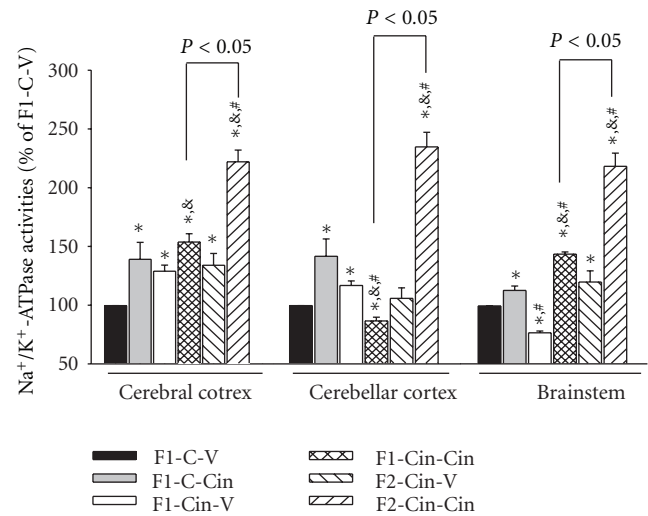 P < 0.05
P < 0.05
P < 0.05
Na+/K+-ATPase activities (% of F1-C-V)
300
250
200
150
100
50
*
*
*,&
*
*,&,#
*
*
*,&,#
*,&,#
*
*,#
*,&,#
*
*,&,#
Cerebral cotrex
Cerebellar cortex
Brainstem
F1-C-V
F1-C-Cin
F1-Cin-V
F1-Cin-Cin
F2-Cin-V
F2-Cin-Cin